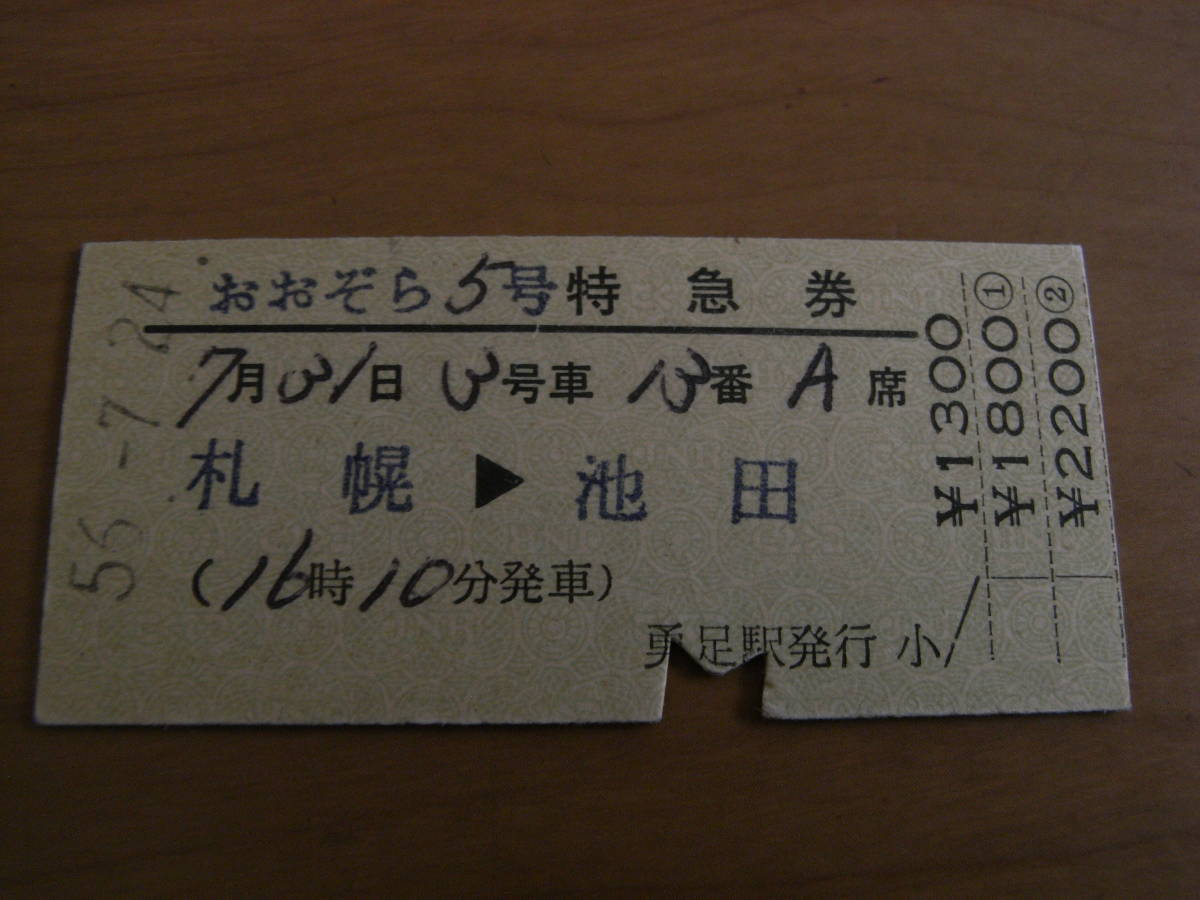 おおぞら5号特急券
7月31日 3号車 13番 A席
札幌▶池田
(16時10分発車)
勇足駅発行 小
¥1300
¥1800①
¥2200②
56-7.24